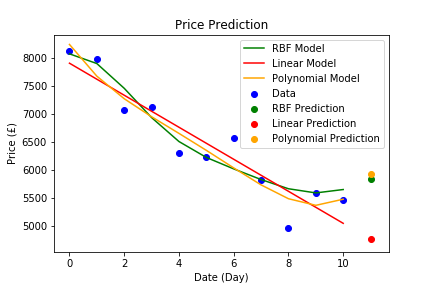 Price Prediction
Price (£)
8000
7500
7000
6500
6000
5500
5000
RBF Model
Linear Model
Polynomial Model
Data
RBF Prediction
Linear Prediction
Polynomial Prediction
0
2
4
6
8
10
Date (Day)